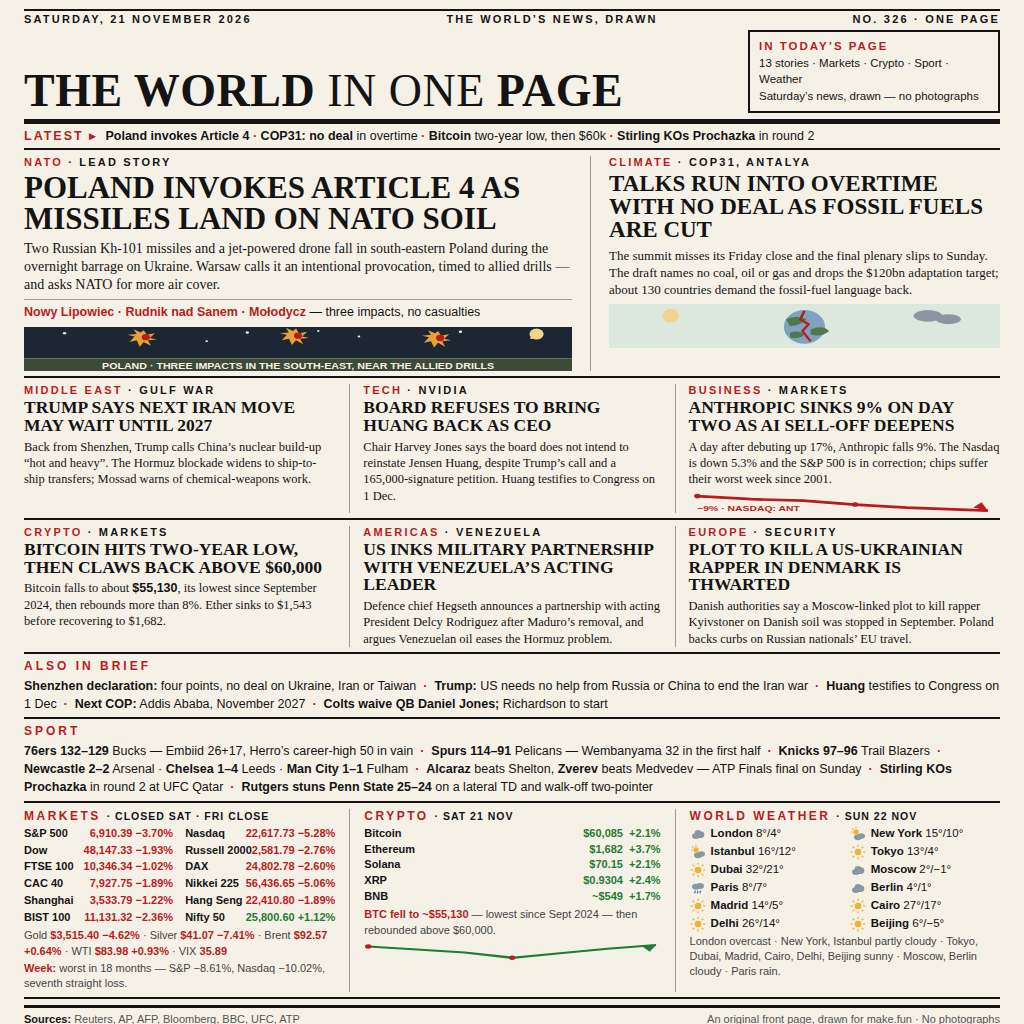 SATURDAY, 21 NOVEMBER 2026
THE WORLD'S NEWS, DRAWN
NO. 326 · ONE PAGE
IN TODAY'S PAGE
13 stories · Markets · Crypto · Sport ·
Weather
Saturday's news, drawn — no photographs
THE WORLD IN ONE PAGE
LATEST ▸ Poland invokes Article 4 · COP31: no deal in overtime · Bitcoin two-year low, then $60k · Stirling KOs Prochazka in round 2
NATO · LEAD STORY
POLAND INVOKES ARTICLE 4 AS
MISSILES LAND ON NATO SOIL
Two Russian Kh-101 missiles and a jet-powered drone fall in south-eastern Poland during the
overnight barrage on Ukraine. Warsaw calls it an intentional provocation, timed to allied drills —
and asks NATO for more air cover.
Nowy Lipowiec · Rudnik nad Sanem · Mołodycz — three impacts, no casualties
POLAND · THREE IMPACTS IN THE SOUTH-EAST, NEAR THE ALLIED DRILLS
CLIMATE · COP31, ANTALYA
TALKS RUN INTO OVERTIME
WITH NO DEAL AS FOSSIL FUELS
ARE CUT
The summit misses its Friday close and the final plenary slips to Sunday.
The draft names no coal, oil or gas and drops the $120bn adaptation target;
about 130 countries demand the fossil-fuel language back.
MIDDLE EAST · GULF WAR
TRUMP SAYS NEXT IRAN MOVE
MAY WAIT UNTIL 2027
Back from Shenzhen, Trump calls China's nuclear build-up
“hot and heavy”. The Hormuz blockade widens to ship-to-
ship transfers; Mossad warns of chemical-weapons work.
TECH · NVIDIA
BOARD REFUSES TO BRING
HUANG BACK AS CEO
Chair Harvey Jones says the board does not intend to
reinstate Jensen Huang, despite Trump's call and a
165,000-signature petition. Huang testifies to Congress on
1 Dec.
BUSINESS · MARKETS
ANTHROPIC SINKS 9% ON DAY
TWO AS AI SELL-OFF DEEPENS
A day after debuting up 17%, Anthropic falls 9%. The Nasdaq
is down 5.3% and the S&P 500 is in correction; chips suffer
their worst week since 2001.
−9% · NASDAQ: ANT
CRYPTO · MARKETS
BITCOIN HITS TWO-YEAR LOW,
THEN CLAWS BACK ABOVE $60,000
Bitcoin falls to about $55,130, its lowest since September
2024, then rebounds more than 8%. Ether sinks to $1,543
before recovering to $1,682.
AMERICAS · VENEZUELA
US INKS MILITARY PARTNERSHIP
WITH VENEZUELA'S ACTING
LEADER
Defence chief Hegseth announces a partnership with acting
President Delcy Rodriguez after Maduro's removal, and
argues Venezuelan oil eases the Hormuz problem.
EUROPE · SECURITY
PLOT TO KILL A US-UKRAINIAN
RAPPER IN DENMARK IS
THWARTED
Danish authorities say a Moscow-linked plot to kill rapper
Kyivstoner on Danish soil was stopped in September. Poland
backs curbs on Russian nationals' EU travel.
ALSO IN BRIEF
Shenzhen declaration: four points, no deal on Ukraine, Iran or Taiwan · Trump: US needs no help from Russia or China to end the Iran war · Huang testifies to Congress on
1 Dec · Next COP: Addis Ababa, November 2027 · Colts waive QB Daniel Jones; Richardson to start
SPORT
76ers 132–129 Bucks — Embiid 26+17, Herro's career-high 50 in vain · Spurs 114–91 Pelicans — Wembanyama 32 in the first half · Knicks 97–96 Trail Blazers ·
Newcastle 2–2 Arsenal · Chelsea 1–4 Leeds · Man City 1–1 Fulham · Alcaraz beats Shelton, Zverev beats Medvedev — ATP Finals final on Sunday · Stirling KOs
Prochazka in round 2 at UFC Qatar · Rutgers stuns Penn State 25–24 on a lateral TD and walk-off two-pointer
MARKETS · CLOSED SAT · FRI CLOSE
S&P 500 6,910.39 −3.70% Nasdaq 22,617.73 −5.28%
Dow 48,147.33 −1.93% Russell 2000 2,581.79 −2.76%
FTSE 100 10,346.34 −1.02% DAX 24,802.78 −2.60%
CAC 40 7,927.75 −1.89% Nikkei 225 56,436.65 −5.06%
Shanghai 3,533.79 −1.22% Hang Seng 22,410.80 −1.89%
BIST 100 11,131.32 −2.36% Nifty 50 25,800.60 +1.12%
Gold $3,515.40 −4.62% · Silver $41.07 −7.41% · Brent $92.57
+0.64% · WTI $83.98 +0.93% · VIX 35.89
Week: worst in 18 months — S&P −8.61%, Nasdaq −10.02%,
seventh straight loss.
CRYPTO · SAT 21 NOV
Bitcoin $60,085 +2.1%
Ethereum $1,682 +3.7%
Solana $70.15 +2.1%
XRP $0.9304 +2.4%
BNB ~$549 +1.7%
BTC fell to ~$55,130 — lowest since Sept 2024 — then
rebounded above $60,000.
WORLD WEATHER · SUN 22 NOV
London 8°/4° New York 15°/10°
Istanbul 16°/12° Tokyo 13°/4°
Dubai 32°/21° Moscow 2°/−1°
Paris 8°/7° Berlin 4°/1°
Madrid 14°/5° Cairo 27°/17°
Delhi 26°/14° Beijing 6°/−5°
London overcast · New York, Istanbul partly cloudy · Tokyo,
Dubai, Madrid, Cairo, Delhi, Beijing sunny · Moscow, Berlin
cloudy · Paris rain.
Sources: Reuters, AP, AFP, Bloomberg, BBC, UFC, ATP
An original front page, drawn for make.fun · No photographs